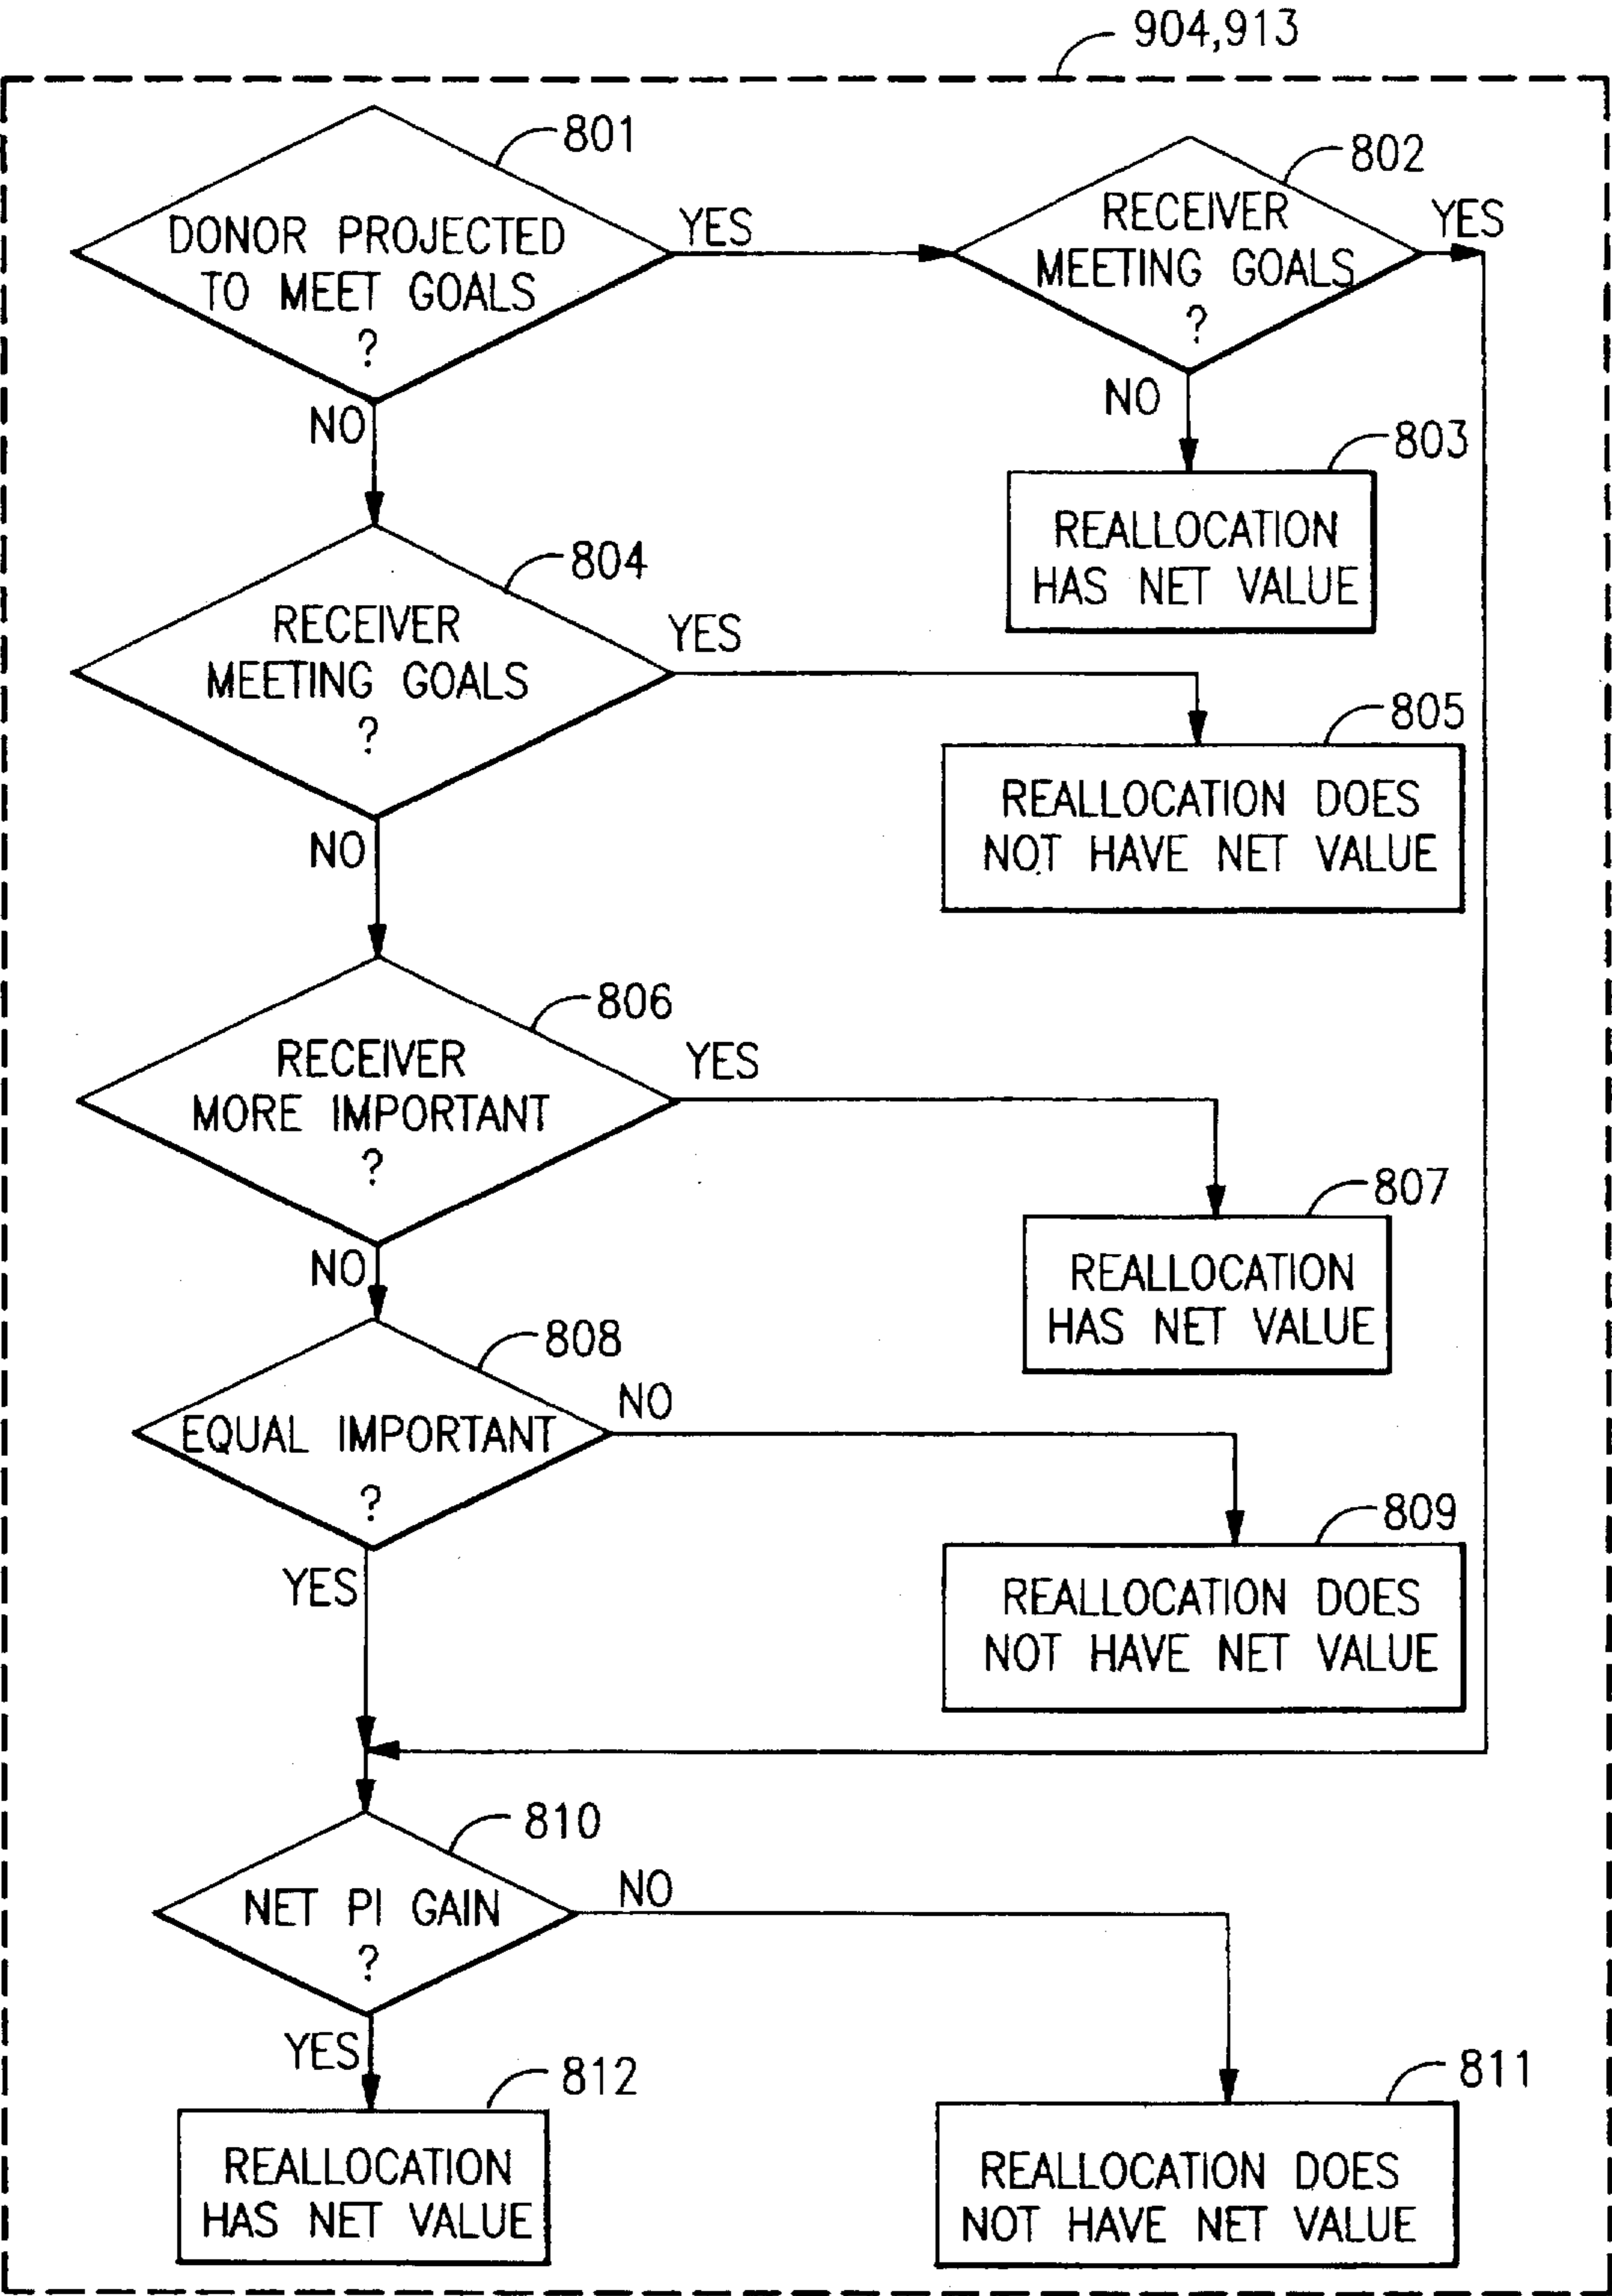 904,913
801
DONOR PROJECTED
TO MEET GOALS
?
YES
NO
802
RECEIVER
MEETING GOALS
?
YES
NO
803
REALLOCATION
HAS NET VALUE
804
RECEIVER
MEETING GOALS
?
YES
NO
805
REALLOCATION DOES
NOT HAVE NET VALUE
806
RECEIVER
MORE IMPORTANT
?
YES
NO
807
REALLOCATION
HAS NET VALUE
808
EQUAL IMPORTANT
?
NO
YES
809
REALLOCATION DOES
NOT HAVE NET VALUE
810
NET PI GAIN
?
NO
YES
812
REALLOCATION
HAS NET VALUE
811
REALLOCATION DOES
NOT HAVE NET VALUE